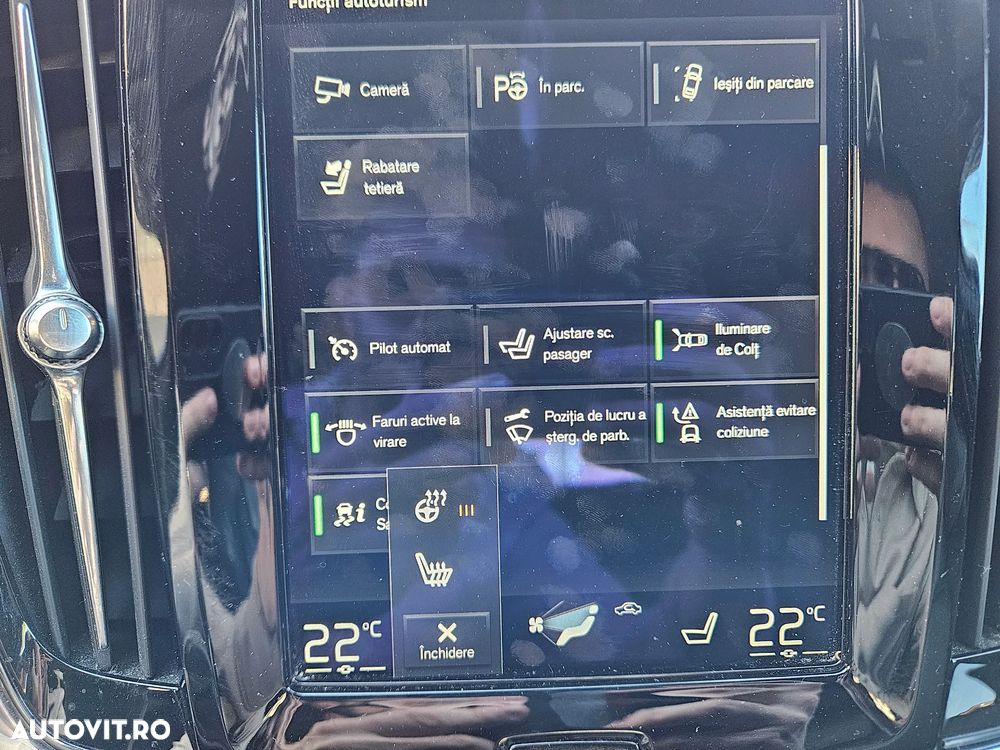 Funcții autoturism
Cameră
În parc.
Ieșiți din parcare
Rabatare
tetieră
Pilot automat
Ajustare sc.
pasager
Iluminare
de Colț
Faruri active la
virare
Poziția de lucru a
șterg. de parb.
Asistență evitare
coliziune
22°C
Închidere
22°C
AUTOVIT.RO